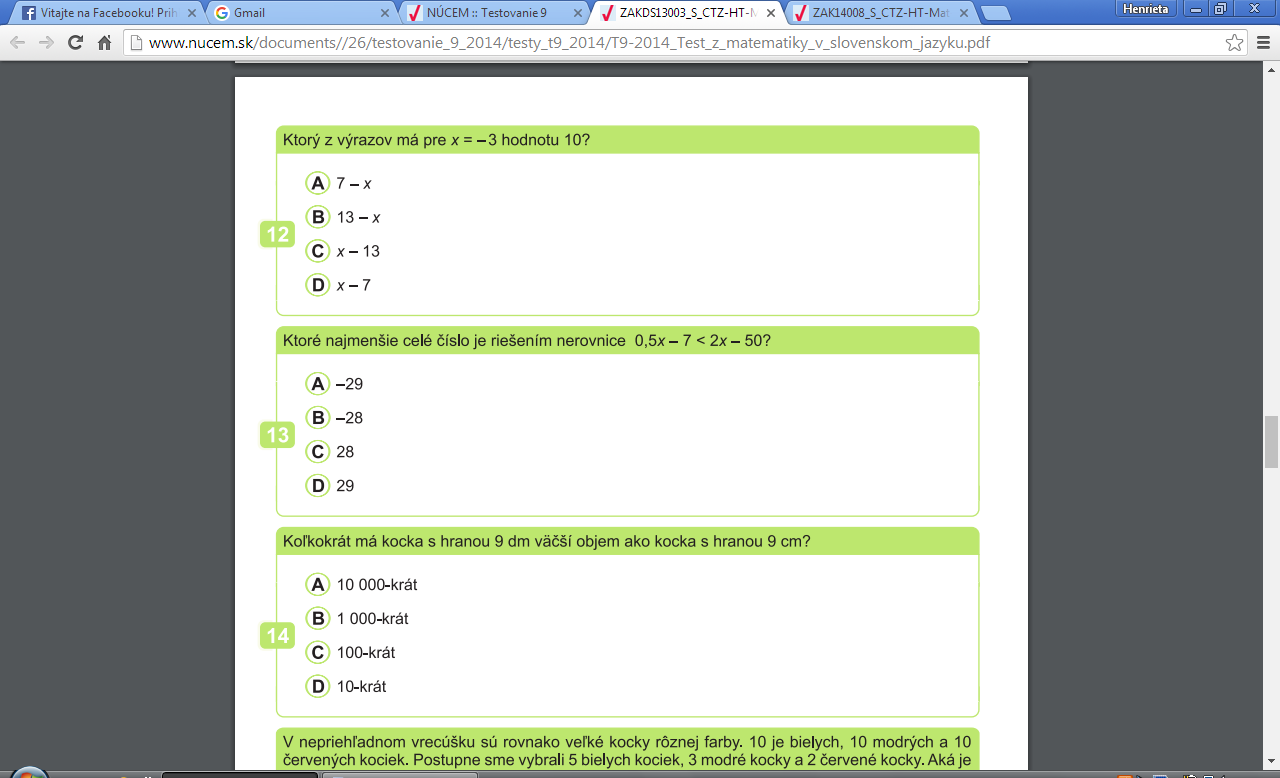 Vitajte na Facebooku! Prih
Gmail
NÚCEM :: Testovanie 9
ZAKDS13003_S_CTZ-HT-M
ZAK14008_S_CTZ-HT-Mat
Henrieta
www.nucem.sk/documents//26/testovanie_9_2014/testy_t9_2014/T9-2014_Test_z_matematiky_v_slovenskom_jazyku.pdf
Ktorý z výrazov má pre x = –3 hodnotu 10?
A 7 – x
B 13 – x
12
C x – 13
D x – 7
Ktoré najmenšie celé číslo je riešením nerovnice 0,5x – 7 < 2x – 50?
A –29
B –28
13
C 28
D 29
Koľkokrát má kocka s hranou 9 dm väčší objem ako kocka s hranou 9 cm?
A 10 000-krát
B 1 000-krát
14
C 100-krát
D 10-krát
V nepriehľadnom vrecúšku sú rovnako veľké kocky rôznej farby. 10 je bielych, 10 modrých a 10
červených kociek. Postupne sme vybrali 5 bielych kociek, 3 modré kocky a 2 červené kocky. Aká je